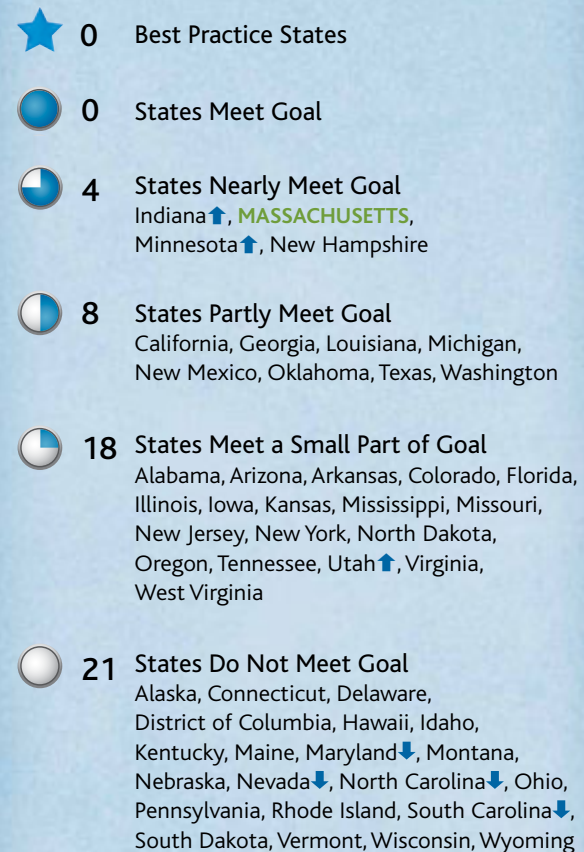 0 Best Practice States
0 States Meet Goal
4 States Nearly Meet Goal
Indiana⬆, MASSACHUSETTS,
Minnesota⬆, New Hampshire
8 States Partly Meet Goal
California, Georgia, Louisiana, Michigan,
New Mexico, Oklahoma, Texas, Washington
18 States Meet a Small Part of Goal
Alabama, Arizona, Arkansas, Colorado, Florida,
Illinois, Iowa, Kansas, Mississippi, Missouri,
New Jersey, New York, North Dakota,
Oregon, Tennessee, Utah⬆, Virginia,
West Virginia
21 States Do Not Meet Goal
Alaska, Connecticut, Delaware,
District of Columbia, Hawaii, Idaho,
Kentucky, Maine, Maryland⬇, Montana,
Nebraska, Nevada⬇, North Carolina⬇, Ohio,
Pennsylvania, Rhode Island, South Carolina⬇,
South Dakota, Vermont, Wisconsin, Wyoming